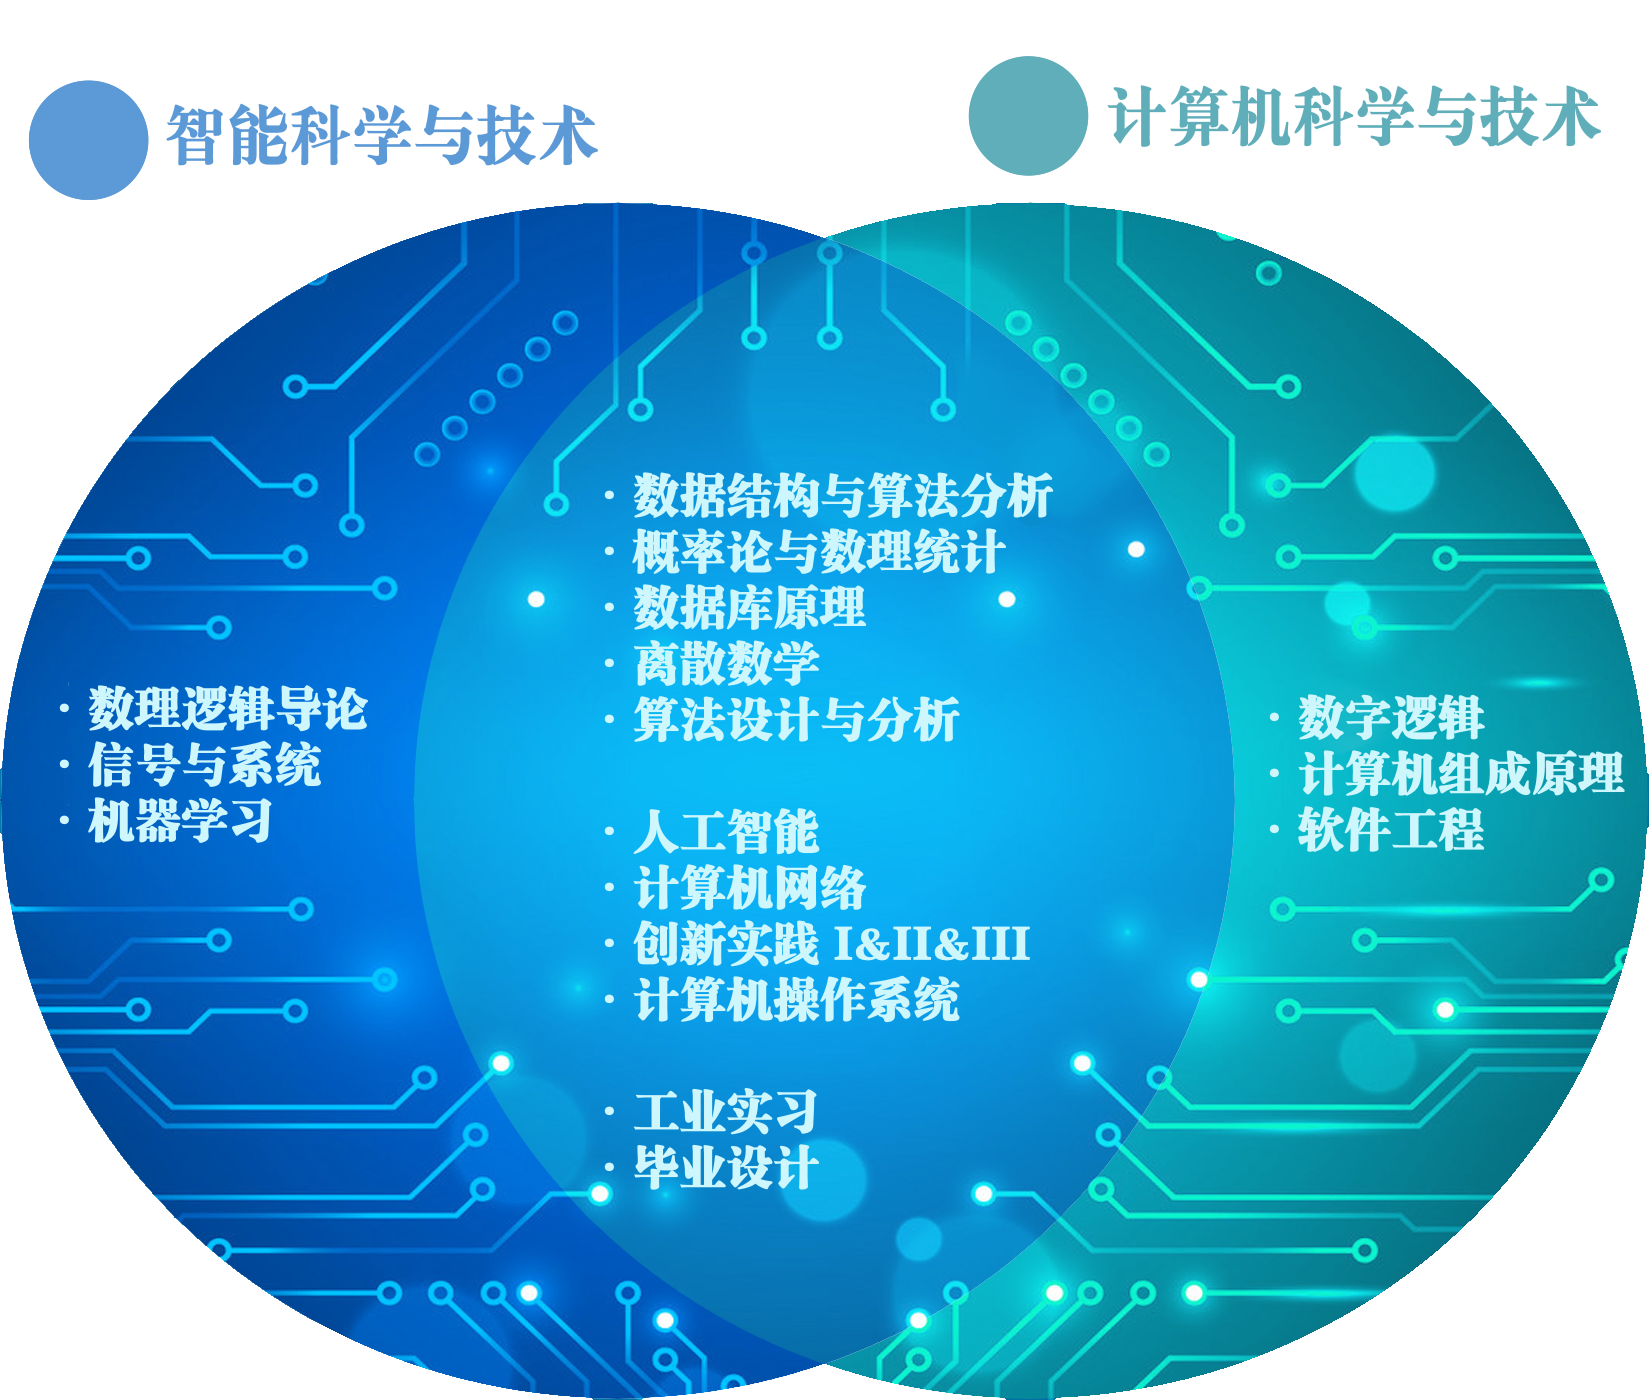 智能科学与技术
计算机科学与技术
· 数据结构与算法分析
· 概率论与数理统计
· 数据库原理
· 离散数学
· 算法设计与分析
· 人工智能
· 计算机网络
· 创新实践 I&II&III
· 计算机操作系统
· 工业实习
· 毕业设计
· 数理逻辑导论
· 信号与系统
· 机器学习
· 数字逻辑
· 计算机组成原理
· 软件工程